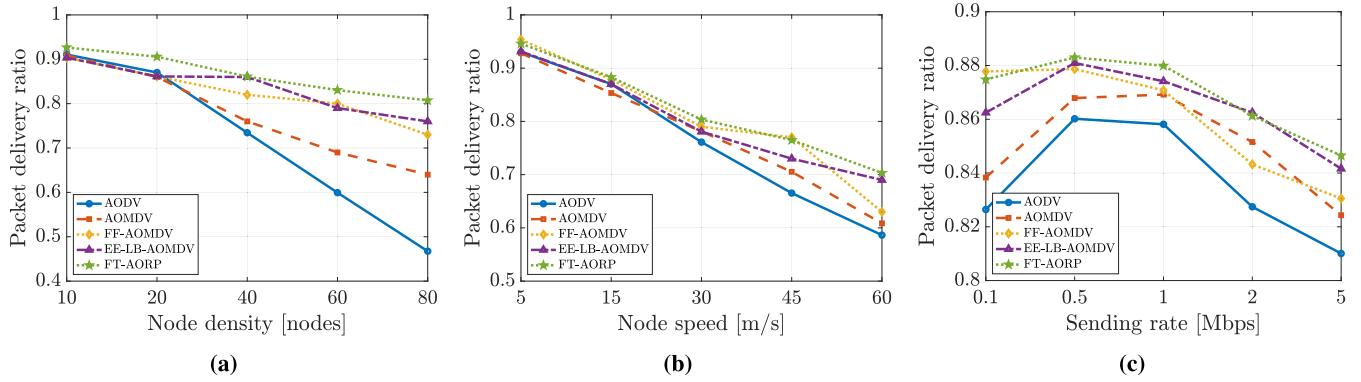 Packet delivery ratio
1
0.9
0.8
0.7
0.6
0.5
0.4
AODV
AOMDV
FF-AOMDV
EE-LB-AOMDV
FT-AORP
10 20 40 60 80
Node density [nodes]
(a)
Packet delivery ratio
1
0.9
0.8
0.7
0.6
0.5
AODV
AOMDV
FF-AOMDV
EE-LB-AOMDV
FT-AORP
5 15 30 45 60
Node speed [m/s]
(b)
Packet delivery ratio
0.9
0.88
0.86
0.84
0.82
0.8
AODV
AOMDV
FF-AOMDV
EE-LB-AOMDV
FT-AORP
0.1 0.5 1 2 5
Sending rate [Mbps]
(c)